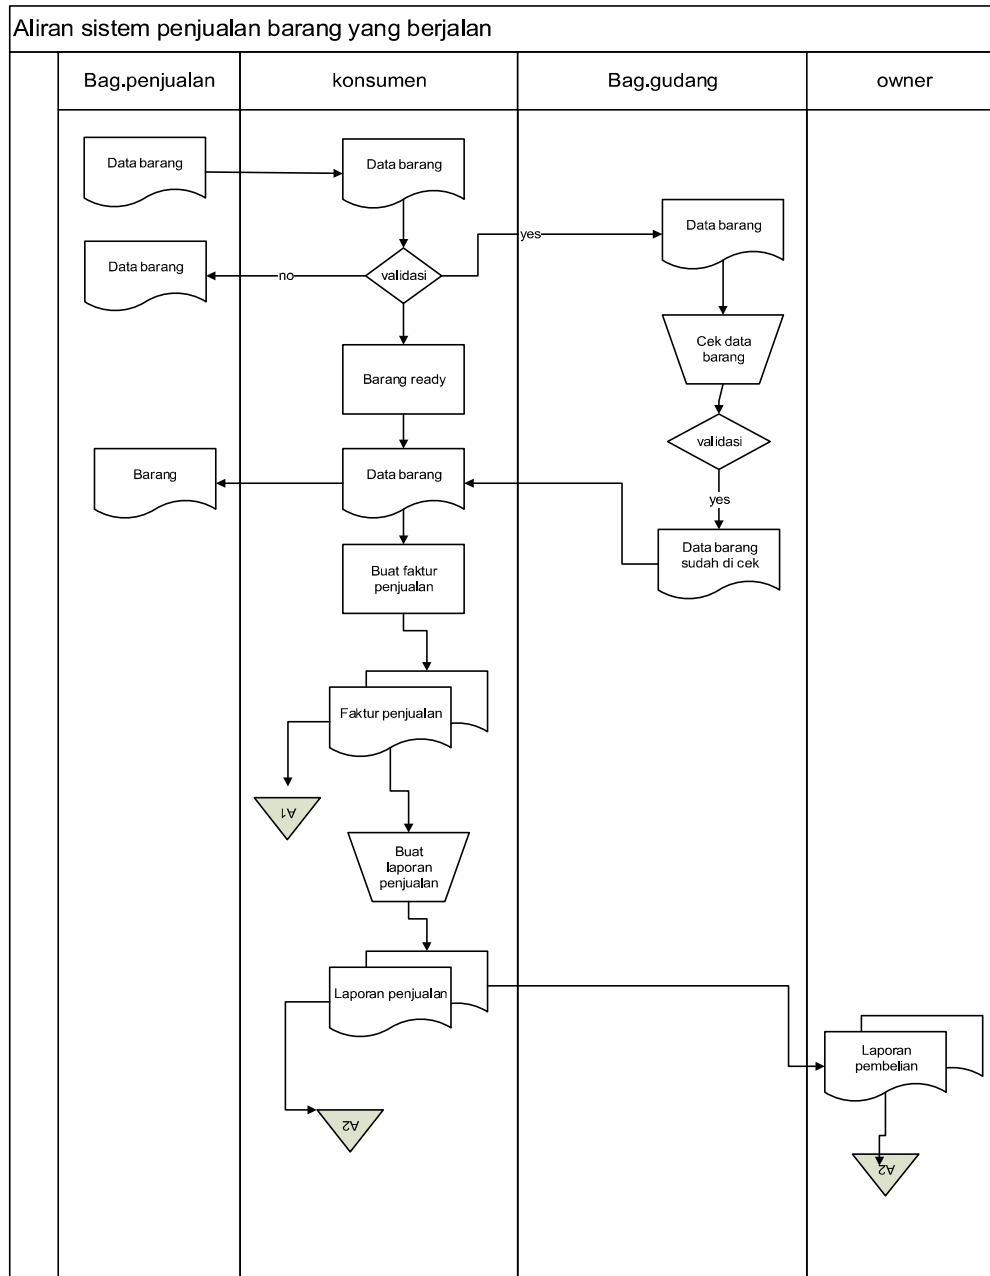 Aliran sistem penjualan barang yang berjalan
Bag.penjualan
konsumen
Bag.gudang
owner
Data barang
Data barang
Data barang
yes
Data barang
no
validasi
Cek data
barang
Barang ready
validasi
Barang
Data barang
yes
Data barang
sudah di cek
Buat faktur
penjualan
Faktur penjualan
A1
Buat
laporan
penjualan
Laporan penjualan
Laporan
pembelian
A2
A2